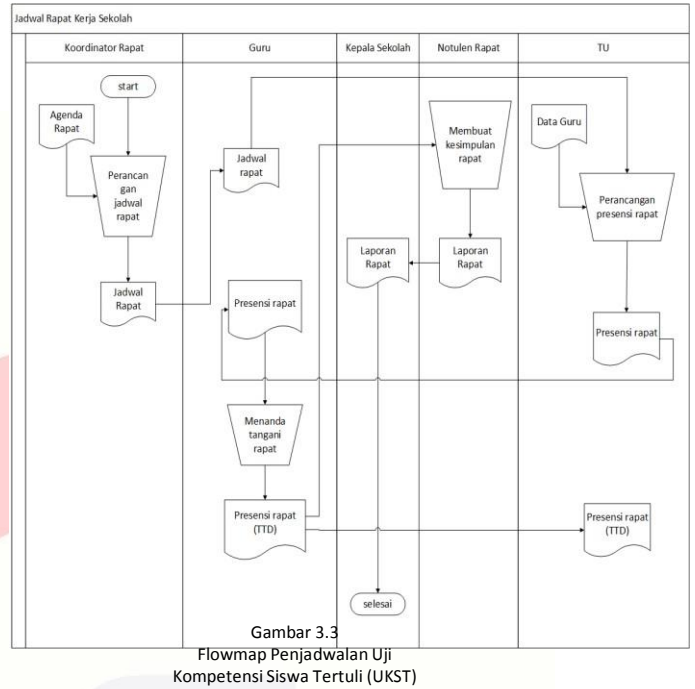 Jadwal Rapat Kerja Sekolah
Koordinator Rapat
Guru
Kepala Sekolah
Notulen Rapat
TU
start
Agenda
Rapat
Perancan
gan
jadwal
rapat
Jadwal
Rapat
Jadwal
rapat
Presensi rapat
Menanda
tangani
rapat
Presensi rapat
(TTD)
Laporan
Rapat
selesai
Membuat
kesimpulan
rapat
Laporan
Rapat
Data Guru
Perancangan
presensi rapat
Presensi rapat
Presensi rapat
(TTD)
Gambar 3.3
Flowmap Penjadwalan Uji
Kompetensi Siswa Tertuli (UKST)